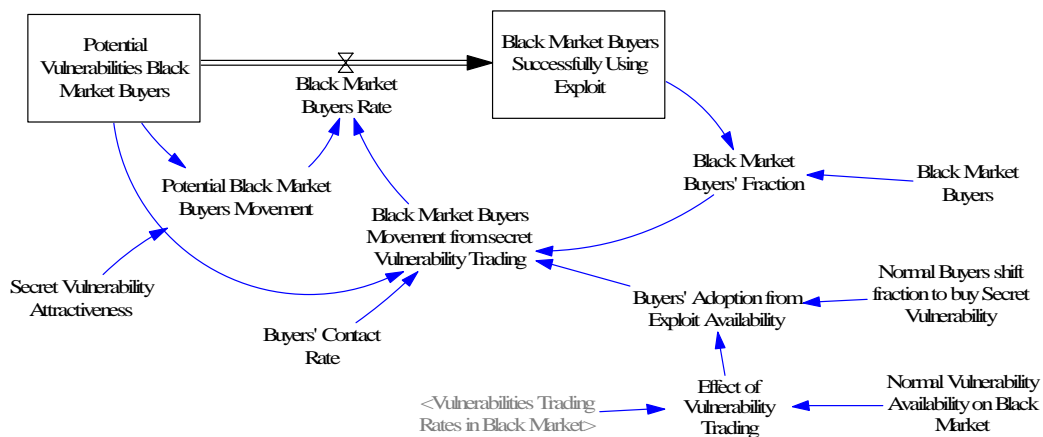 Potential
Vulnerabilities Black
Market Buyers
Black Market Buyers
Successfully Using
Exploit
Black Market
Buyers Rate
Black Market
Buyers' Fraction
Black Market
Buyers
Potential Black Market
Buyers Movement
Black Market Buyers
Movement from secret
Vulnerability Trading
Secret Vulnerability
Attractiveness
Buyers' Contact
Rate
Buyers' Adoption from
Exploit Availability
Normal Buyers shift
fraction to buy Secret
Vulnerability
<Vulnerabilities Trading
Rates in Black Market>
Effect of
Vulnerability
Trading
Normal Vulnerability
Availability on Black
Market